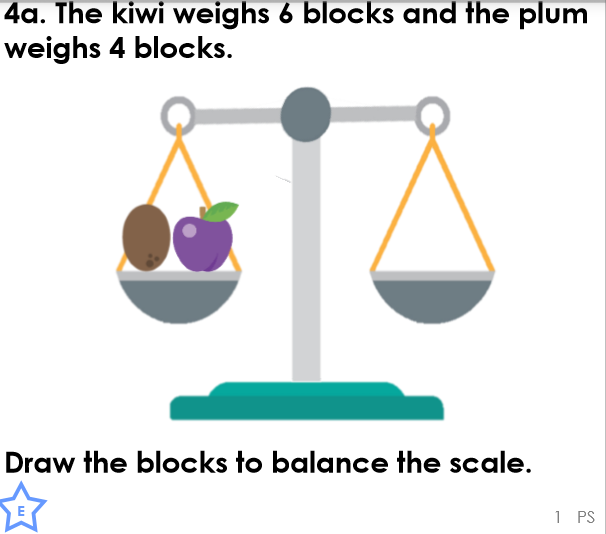 4a. The kiwi weighs 6 blocks and the plum
weighs 4 blocks.
Draw the blocks to balance the scale.
E
1 PS